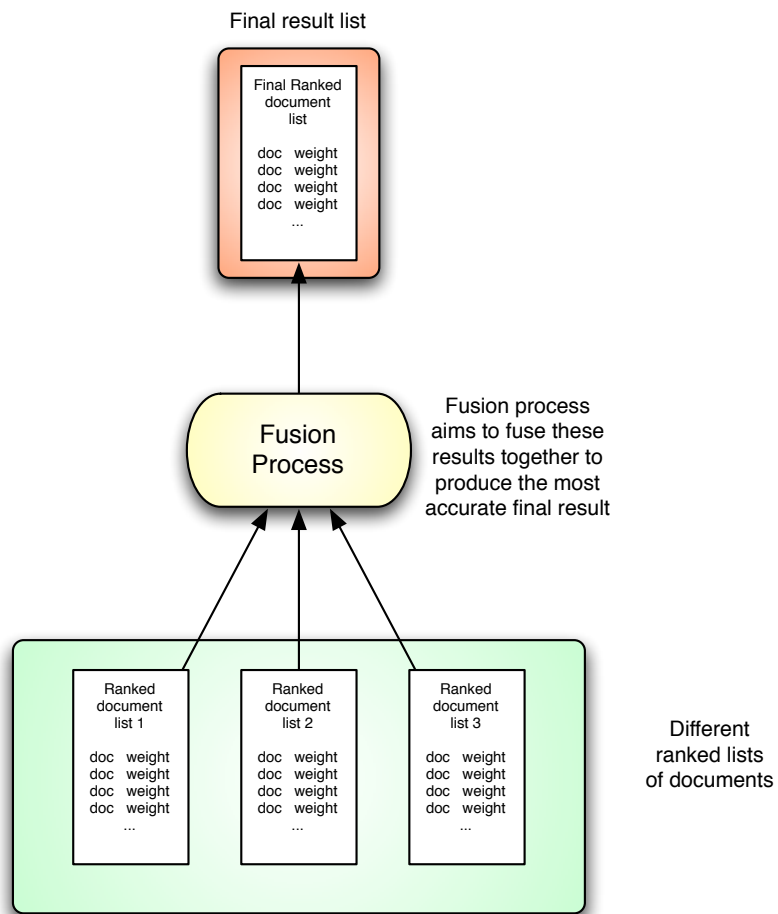 Final result list
Final Ranked
document
list
doc weight
doc weight
doc weight
doc weight
...
Fusion
Process
Fusion process
aims to fuse these
results together to
produce the most
accurate final result
Ranked
document
list 1
doc weight
doc weight
doc weight
doc weight
...
Ranked
document
list 2
doc weight
doc weight
doc weight
doc weight
...
Ranked
document
list 3
doc weight
doc weight
doc weight
doc weight
...
Different
ranked lists
of documents